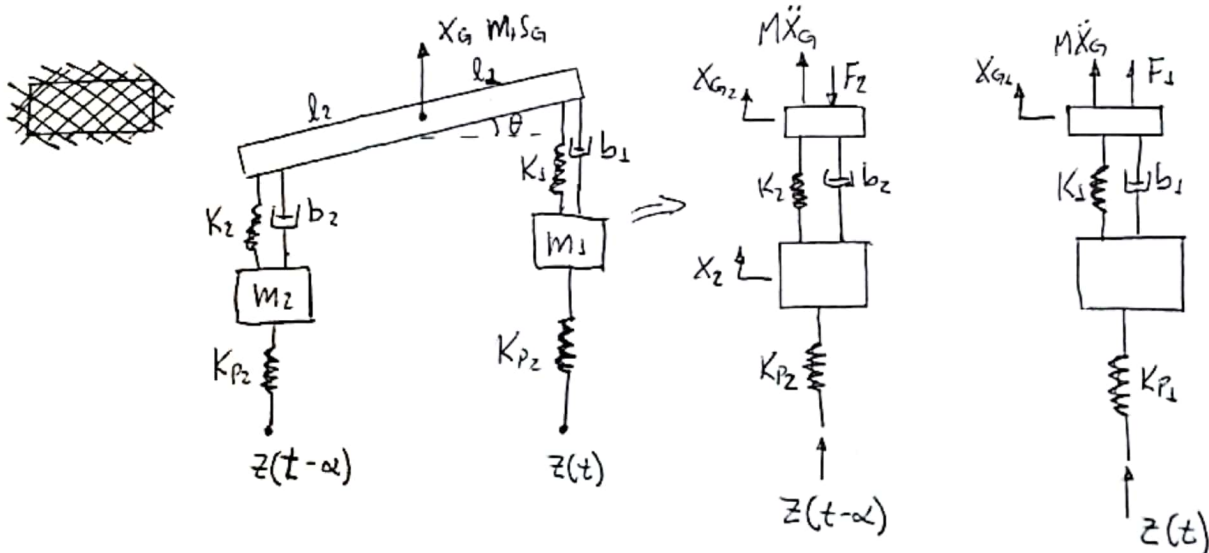 X_G m_1 S_G
l_1
l_2
θ
K_1 b_1
K_2 b_2
m_1
m_2
K_P2
K_P2
Z(t-α)
Z(t)
MẌ_G
F_2
X_G2
K_2 b_2
X_2
K_P2
Z(t-α)
MẌ_G
F_1
X_G1
K_1 b_1
K_P1
Z(t)